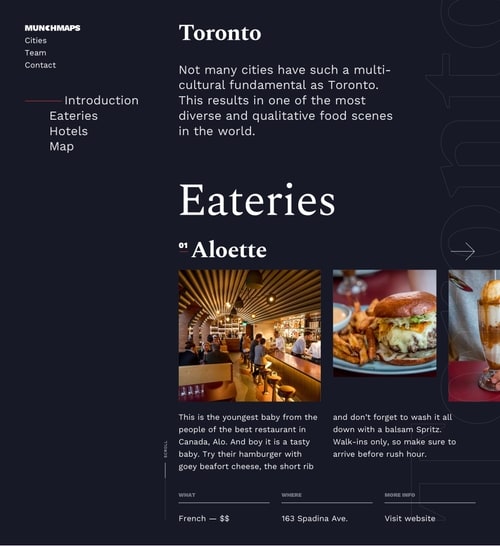 MUNCHMAPS
Cities
Team
Contact
Introduction
Eateries
Hotels
Map
Toronto
Not many cities have such a multi-
cultural fundamental as Toronto.
This results in one of the most
diverse and qualitative food scenes
in the world.
Eateries
01 Aloette
This is the youngest baby from the
people of the best restaurant in
Canada, Alo. And boy it is a tasty
baby. Try their hamburger with
goey beafort cheese, the short rib
and don't forget to wash it all
down with a balsam Spritz.
Walk-ins only, so make sure to
arrive before rush hour.
SCROLL
WHAT
French — $$
WHERE
163 Spadina Ave.
MORE INFO
Visit website